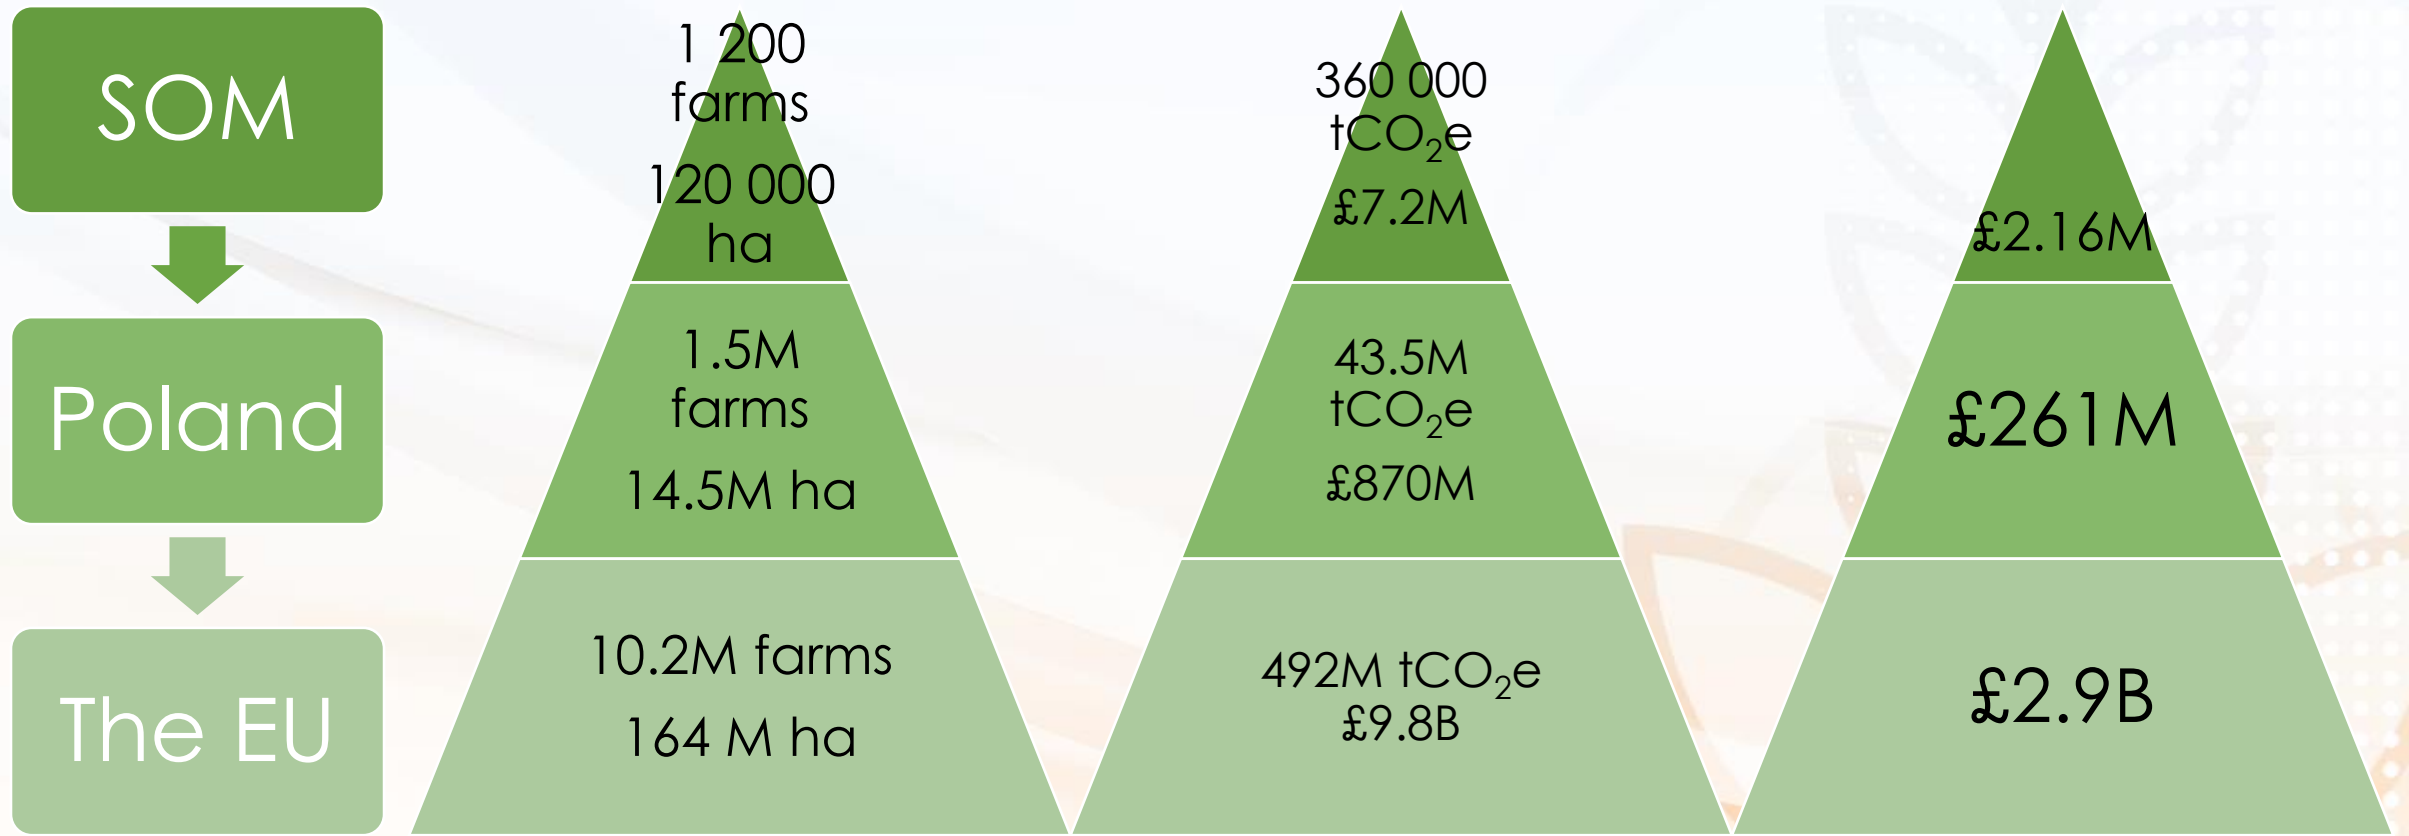 SOM
Poland
The EU
1 200
farms
120 000
ha
1.5M
farms
14.5M ha
10.2M farms
164 M ha
360 000
tCO₂e
£7.2M
43.5M
tCO₂e
£870M
492M tCO₂e
£9.8B
£2.16M
£261M
£2.9B